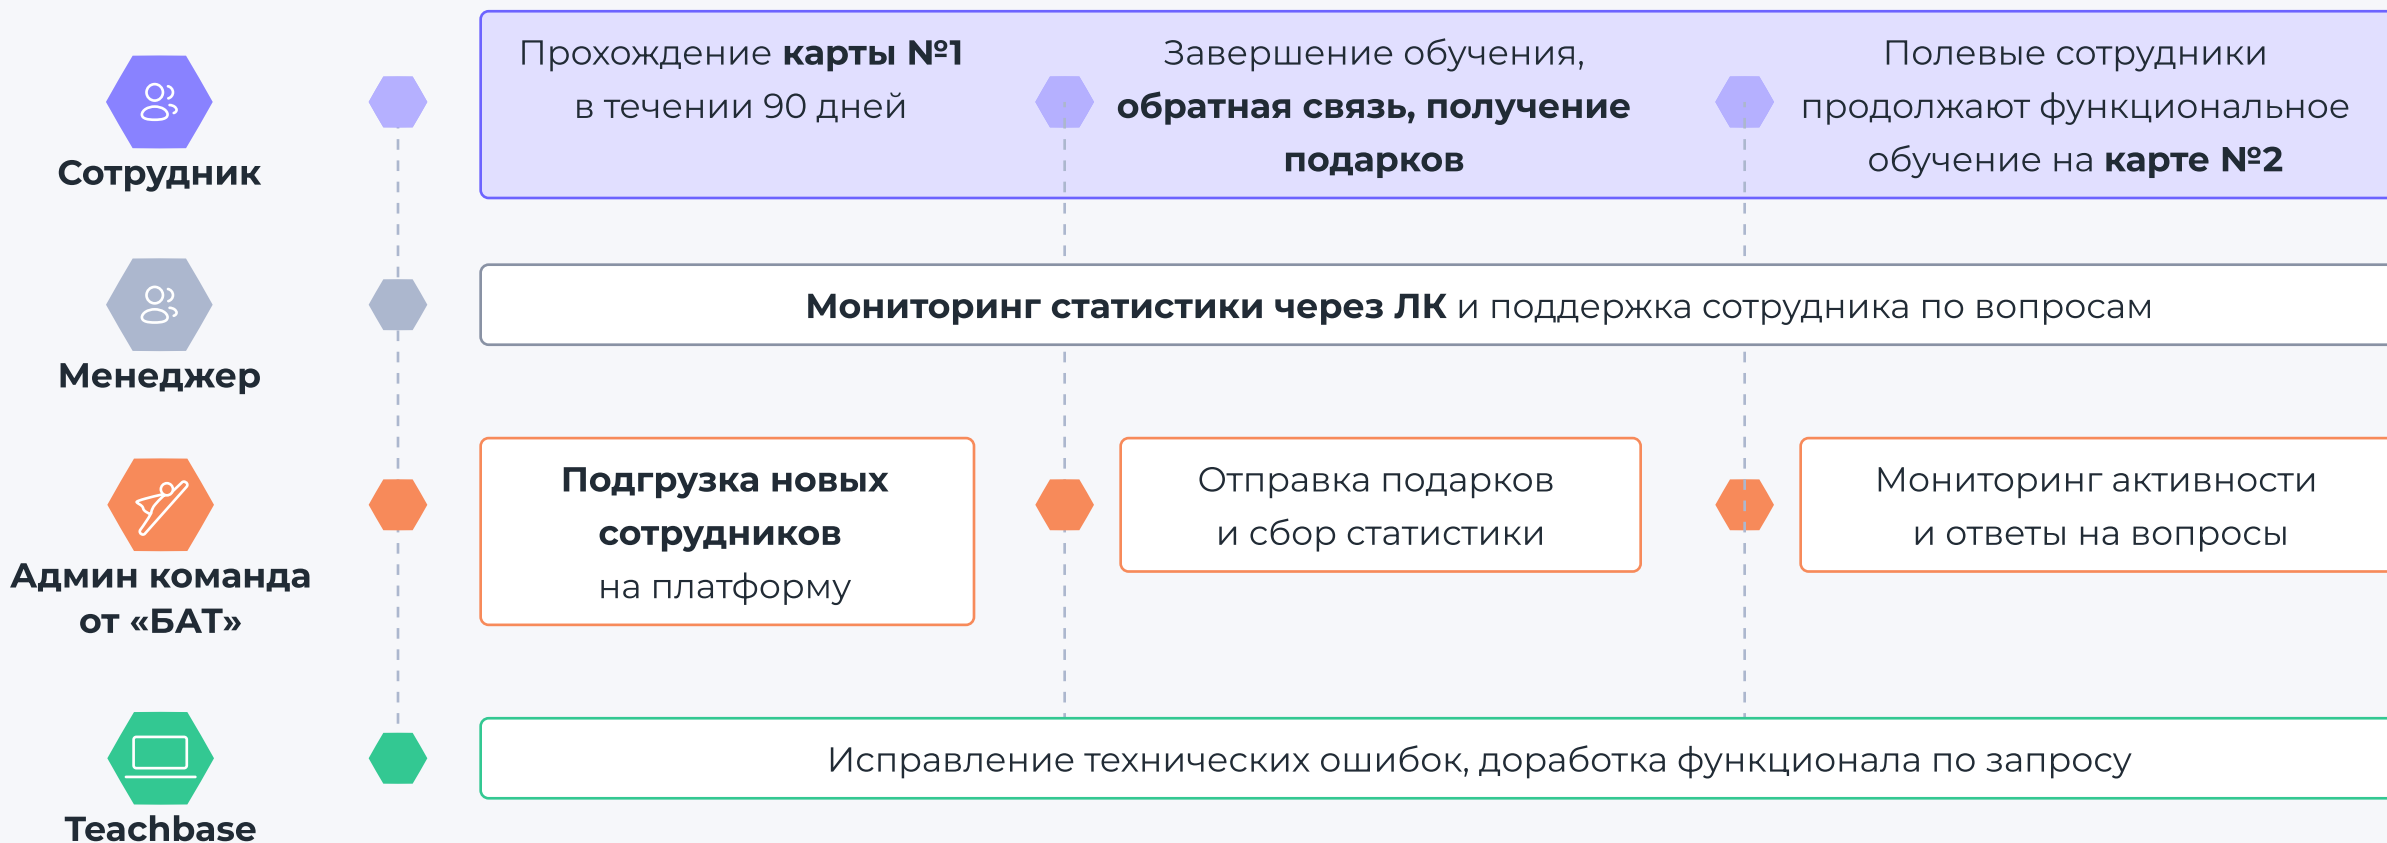 Прохождение карты №1
в течении 90 дней
Завершение обучения,
обратная связь, получение
подарков
Полевые сотрудники
продолжают функциональное
обучение на карте №2
Сотрудник
Мониторинг статистики через ЛК и поддержка сотрудника по вопросам
Менеджер
Подгрузка новых
сотрудников
на платформу
Отправка подарков
и сбор статистики
Мониторинг активности
и ответы на вопросы
Админ команда
от «БАТ»
Исправление технических ошибок, доработка функционала по запросу
Teachbase